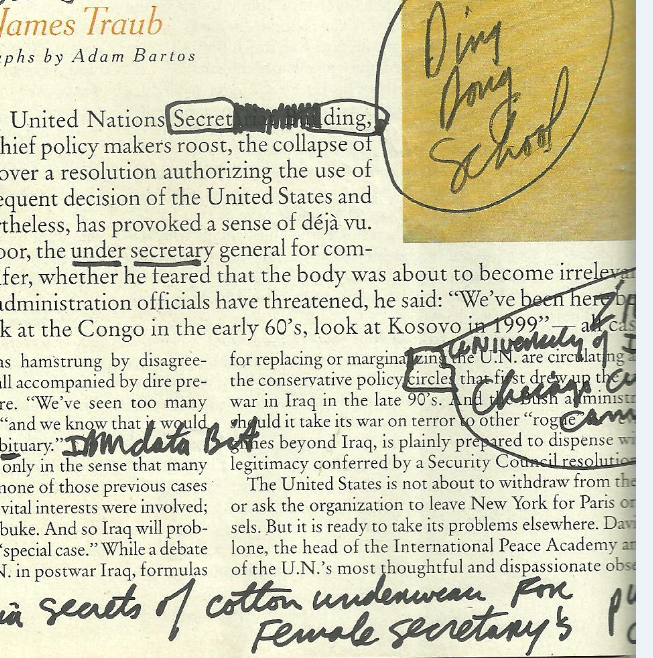 James Traub
phs by Adam Bartos
Ding
Dong
School
United Nations Secret ding,
hief policy makers roost, the collapse of
over a resolution authorizing the use of
equent decision of the United States and
rtheless, has provoked a sense of déjà vu.
oor, the under secretary general for com-
ifer, whether he feared that the body was about to become irreleva
administration officials have threatened, he said: “We’ve been here b
k at the Congo in the early 60’s, look at Kosovo in 1999”— all cas
as hamstrung by disagree-
all accompanied by dire pre-
re. “We’ve seen too many
“and we know that it would
bituary.”
only in the sense that many
none of those previous cases
vital interests were involved;
buke. And so Iraq will prob-
“special case.” While a debate
N. in postwar Iraq, formulas
for replacing or marginalizing the U.N. are circulating a
the conservative policy circles that first drew up the
war in Iraq in the late 90’s. And the Bush administr
should it take its war on terror to other “rogue
gimes beyond Iraq, is plainly prepared to dispense wi
legitimacy conferred by a Security Council resolution
The United States is not about to withdraw from the
or ask the organization to leave New York for Paris or
sels. But it is ready to take its problems elsewhere. Davi
lone, the head of the International Peace Academy an
of the U.N.’s most thoughtful and dispassionate obse
University of I
Chicago
secrets of cotton underwear For
Female secretary's